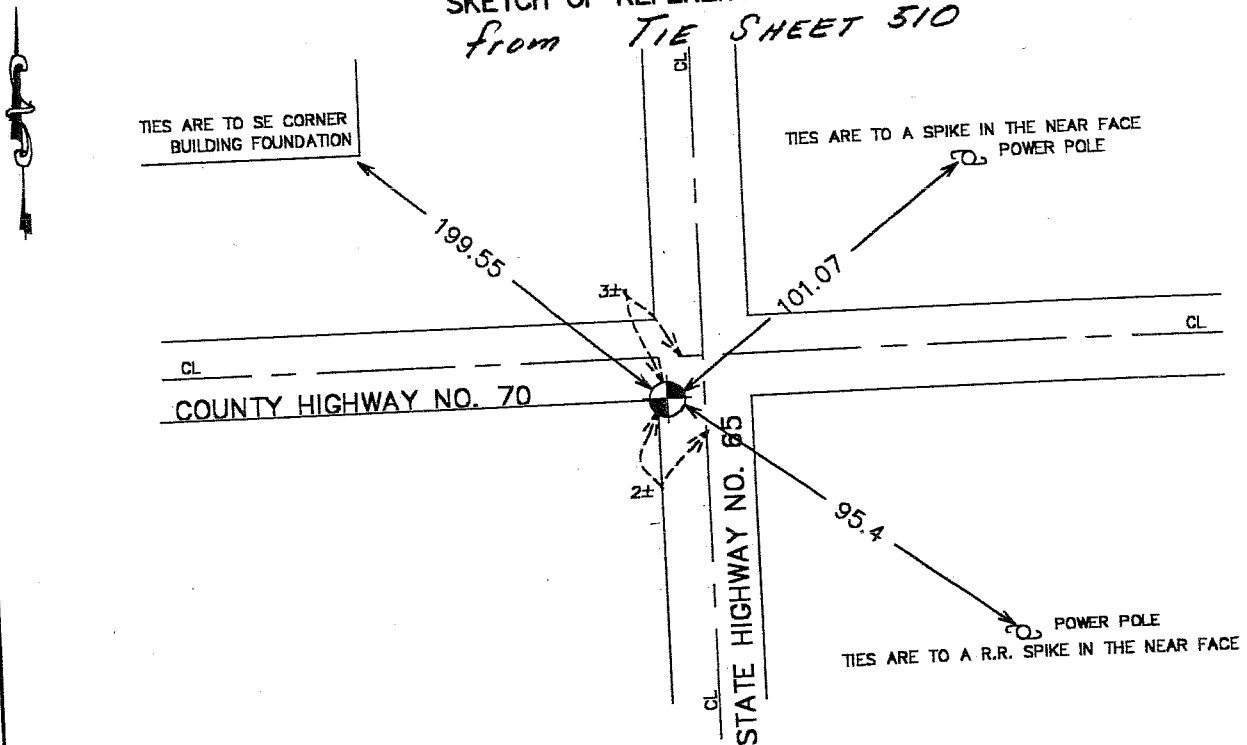 SKETCH OF
from TIE SHEET 510
CL
TIES ARE TO SE CORNER
BUILDING FOUNDATION
TIES ARE TO A SPIKE IN THE NEAR FACE
POWER POLE
199.55
101.07
3±
CL
CL
COUNTY HIGHWAY NO. 70
2±
STATE HIGHWAY NO. 65
95.4
POWER POLE
TIES ARE TO A R.R. SPIKE IN THE NEAR FACE
CL